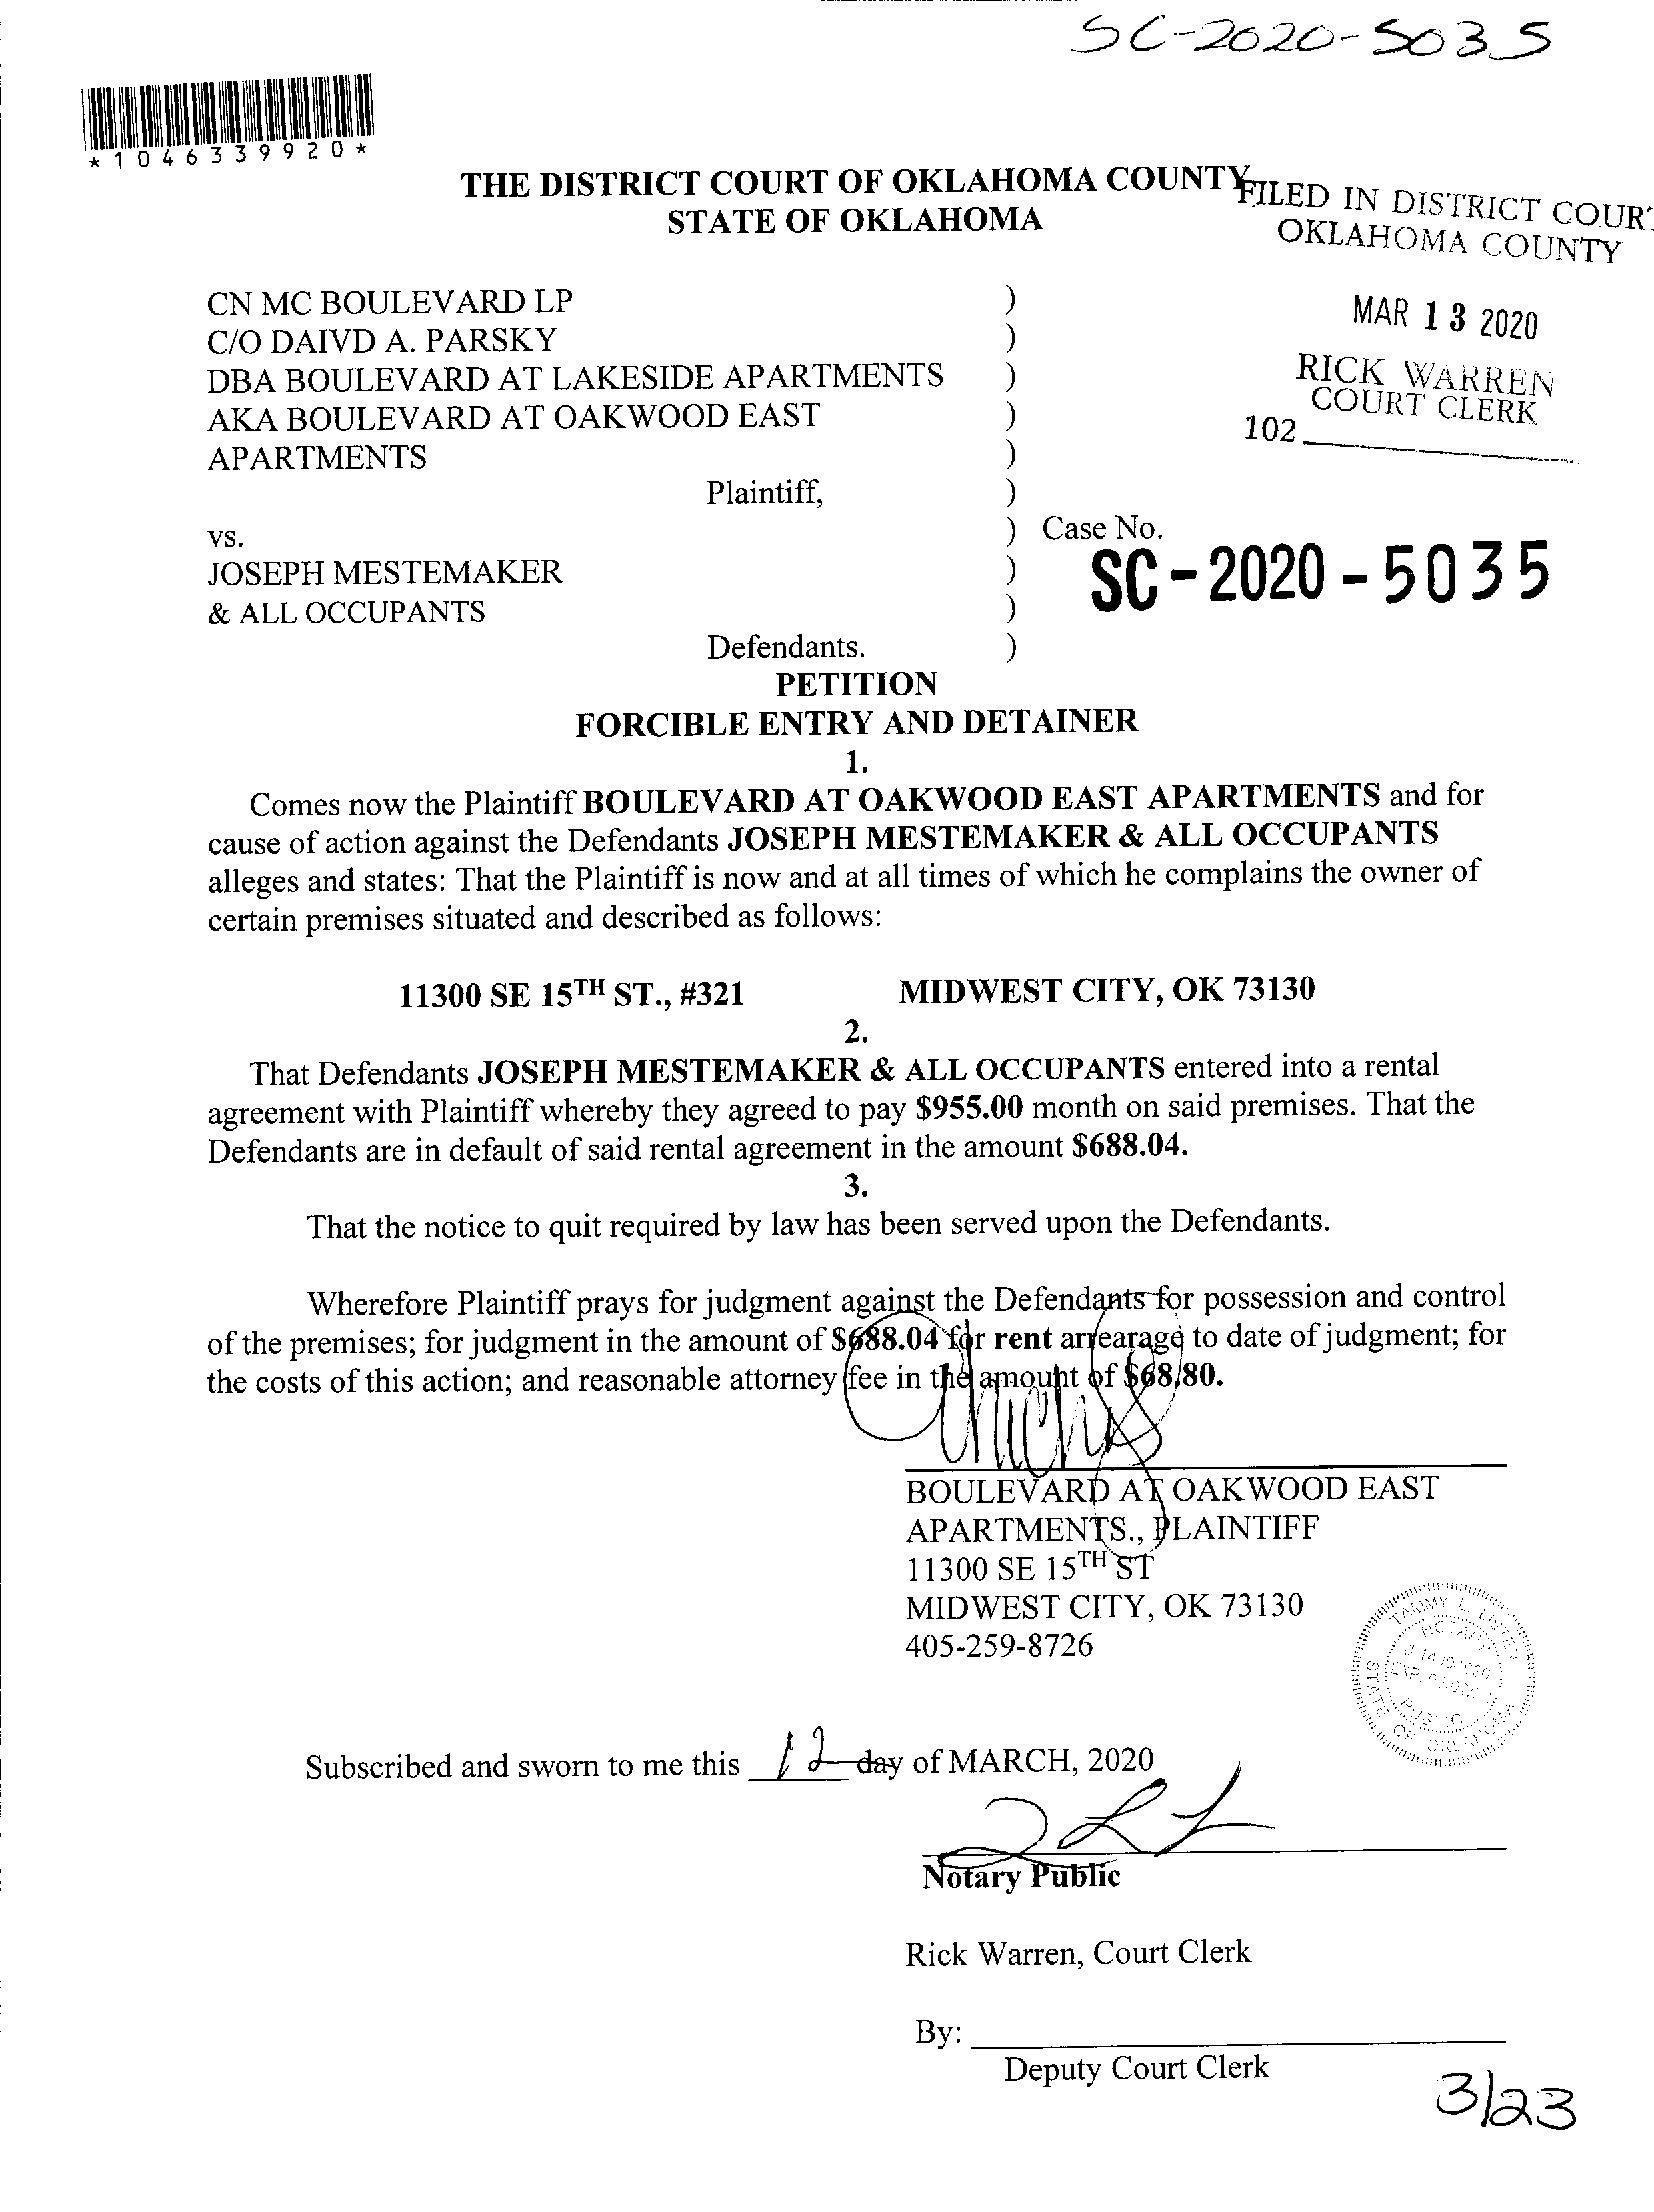 SC-2020-5035
*1046339920*
THE DISTRICT COURT OF OKLAHOMA COUNTY
STATE OF OKLAHOMA
FILED IN DISTRICT COUR
OKLAHOMA COUNTY
MAR 13 2020
RICK WARREN
COURT CLERK
102
CN MC BOULEVARD LP )
C/O DAIVD A. PARSKY )
DBA BOULEVARD AT LAKESIDE APARTMENTS )
AKA BOULEVARD AT OAKWOOD EAST )
APARTMENTS )
Plaintiff, )
vs. ) Case No.
JOSEPH MESTEMAKER ) SC-2020-5035
& ALL OCCUPANTS )
Defendants. )
PETITION
FORCIBLE ENTRY AND DETAINER
1.
Comes now the Plaintiff BOULEVARD AT OAKWOOD EAST APARTMENTS and for
cause of action against the Defendants JOSEPH MESTEMAKER & ALL OCCUPANTS
alleges and states: That the Plaintiff is now and at all times of which he complains the owner of
certain premises situated and described as follows:
11300 SE 15TH ST., #321 MIDWEST CITY, OK 73130
2.
That Defendants JOSEPH MESTEMAKER & ALL OCCUPANTS entered into a rental
agreement with Plaintiff whereby they agreed to pay $955.00 month on said premises. That the
Defendants are in default of said rental agreement in the amount $688.04.
3.
That the notice to quit required by law has been served upon the Defendants.
Wherefore Plaintiff prays for judgment against the Defendants for possession and control
of the premises; for judgment in the amount of $688.04 for rent arrearage to date of judgment; for
the costs of this action; and reasonable attorney fee in the amount of $68.80.
BOULEVARD AT OAKWOOD EAST
APARTMENTS., PLAINTIFF
11300 SE 15TH ST
MIDWEST CITY, OK 73130
405-259-8726
TAMMY L.
STATE OF OKLAHOMA
Subscribed and sworn to me this 12 day of MARCH, 2020
Notary Public
Rick Warren, Court Clerk
By:
Deputy Court Clerk
3/23